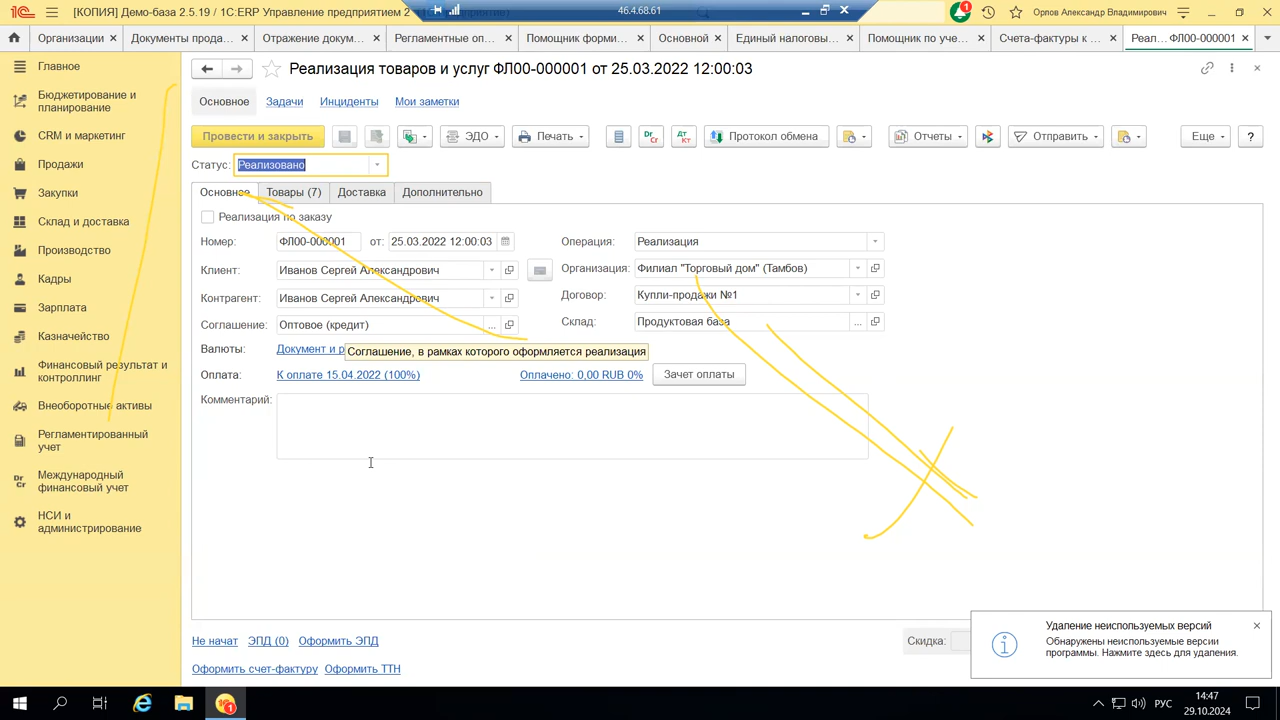 [КОПИЯ] Демо-база 2.5.19 / 1С:ERP Управление предприятием 2
46.4.68.61
Орлов Александр Владимирович
Организации
Документы прода...
Отражение докум...
Регламентные оп...
Помощник форми...
Основной
Единый налоговы...
Помощник по уче...
Счета-фактуры к ...
Реал... ФЛ00-000001
Главное
Бюджетирование и
планирование
CRM и маркетинг
Продажи
Закупки
Склад и доставка
Производство
Кадры
Зарплата
Казначейство
Финансовый результат и
контроллинг
Внеоборотные активы
Регламентированный
учет
Международный
финансовый учет
НСИ и
администрирование
Реализация товаров и услуг ФЛ00-000001 от 25.03.2022 12:00:03
Основное Задачи Инциденты Мои заметки
Провести и закрыть ЭДО Печать Протокол обмена Отчеты Отправить Еще ?
Статус: Реализовано
Основное Товары (7) Доставка Дополнительно
Реализация по заказу
Номер: ФЛ00-000001 от: 25.03.2022 12:00:03 Операция: Реализация
Клиент: Иванов Сергей Александрович Организация: Филиал "Торговый дом" (Тамбов)
Контрагент: Иванов Сергей Александрович Договор: Купли-продажи №1
Соглашение: Оптовое (кредит) Склад: Продуктовая база
Валюты: Документ и р
Соглашение, в рамках которого оформляется реализация
Оплата: К оплате 15.04.2022 (100%) Оплачено: 0,00 RUB 0% Зачет оплаты
Комментарий:
Не начат ЭПД (0) Оформить ЭПД
Скидка:
Оформить счет-фактуру Оформить ТТН
Удаление неиспользуемых версий
Обнаружены неиспользуемые версии
программы. Нажмите здесь для удаления.
РУС
14:47
29.10.2024